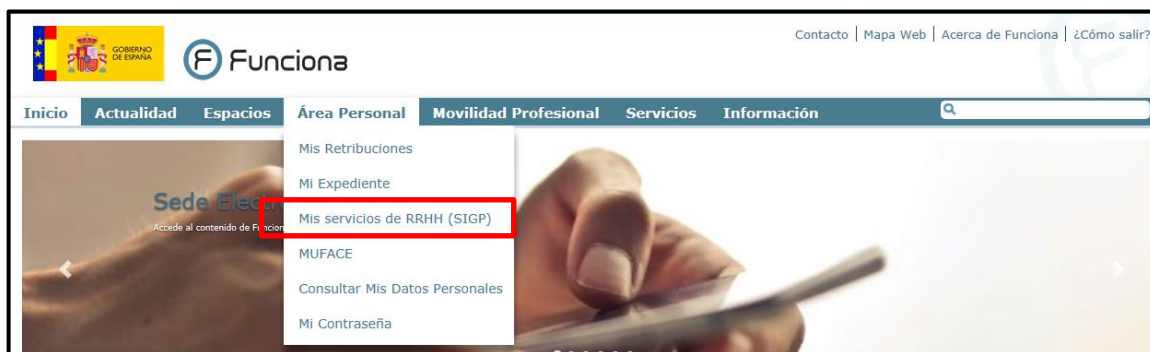 Contacto | Mapa Web | Acerca de Funciona | ¿Cómo salir?
GOBIERNO
DE ESPAÑA
F Funciona
Inicio Actualidad Espacios Área Personal Movilidad Profesional Servicios Información
Mis Retribuciones
Mi Expediente
Sede Electr
Mis servicios de RRHH (SIGP)
Accede al contenido de Funcion
MUFACE
Consultar Mis Datos Personales
Mi Contraseña